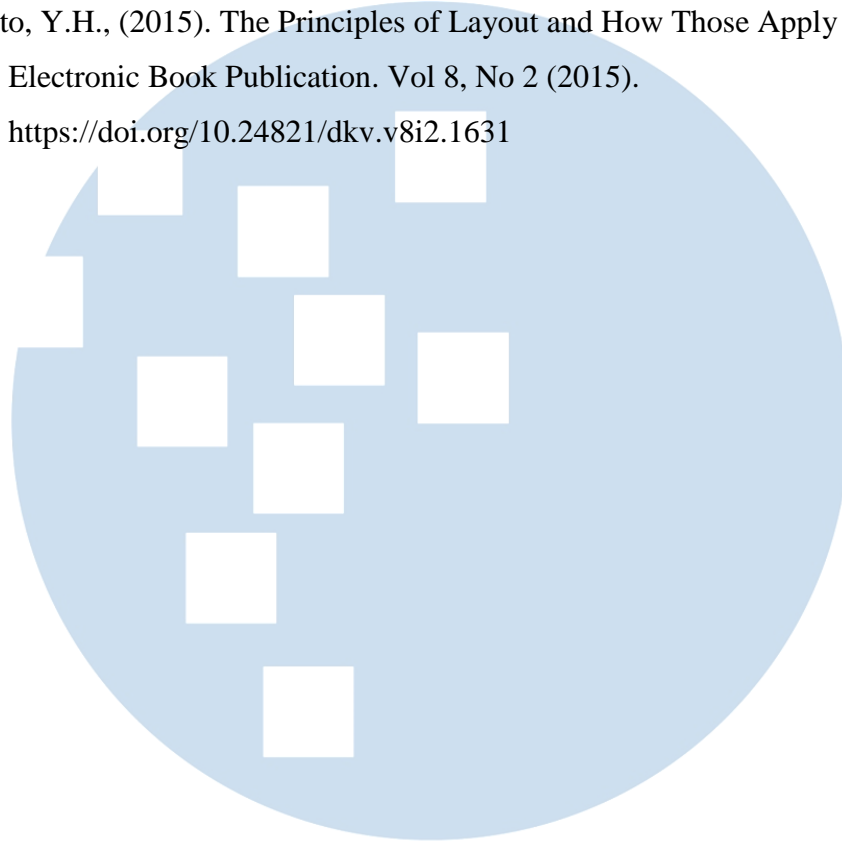 to, Y.H., (2015). The Principles of Layout and How Those Apply
Electronic Book Publication. Vol 8, No 2 (2015).
https://doi.org/10.24821/dkv.v8i2.1631